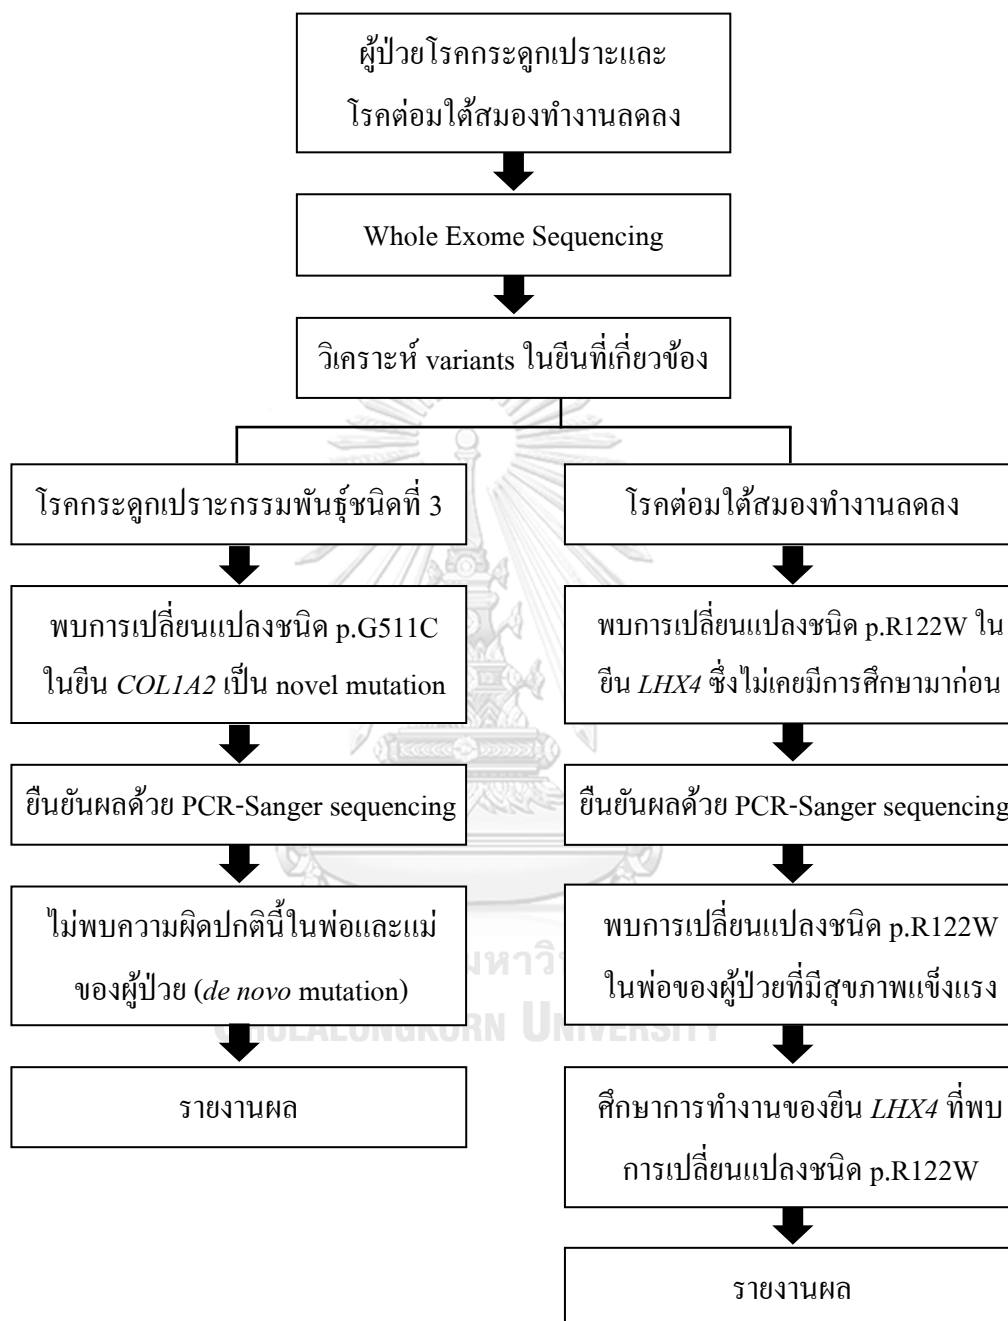 ผู้ป่วยโรคกระดูกเปราะและ
โรคต่อมใต้สมองทำงานลดลง
Whole Exome Sequencing
วิเคราะห์ variants ในยีนที่เกี่ยวข้อง
โรคกระดูกเปราะกรรมพันธุ์ชนิดที่ 3
พบการเปลี่ยนแปลงชนิด p.G511C
ในยีน COL1A2 เป็น novel mutation
ยืนยันผลด้วย PCR-Sanger sequencing
ไม่พบความผิดปกตินี้ในพ่อและแม่
ของผู้ป่วย (de novo mutation)
รายงานผล
โรคต่อมใต้สมองทำงานลดลง
พบการเปลี่ยนแปลงชนิด p.R122W ใน
ยีน LHX4 ซึ่งไม่เคยมีการศึกษามาก่อน
ยืนยันผลด้วย PCR-Sanger sequencing
พบการเปลี่ยนแปลงชนิด p.R122W
ในพ่อของผู้ป่วยที่มีสุขภาพแข็งแรง
ศึกษาการทำงานของยีน LHX4 ที่พบ
การเปลี่ยนแปลงชนิด p.R122W
รายงานผล
UNIVERSITY